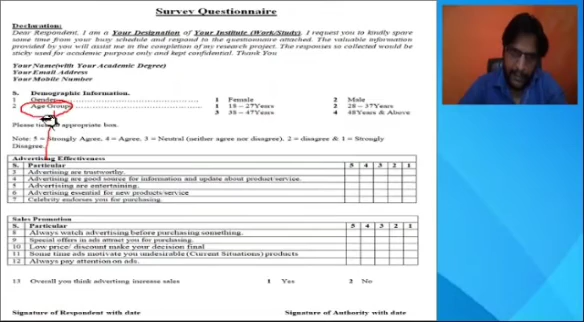 Survey Questionnaire
Declaration:
Dear Respondent. I am a Your Designation of Your Institute (Work/Study). I request you to kindly spare
some time from your busy schedule and respond to the questionnaire attached. The valuable information
provided by you will assist me in the completion of my research project. The responses so collected would be
sticky used for academic purpose only and kept confidential. Thank You
Your Name(with Your Academic Degree)
Your Email Address
Your Mobile Number
S. Demographic Information.
1 Gender 1 Female 2 Male
2 Age Group 1 18 – 27Years 2 28 – 37Years
3 38 – 47Years 4 48Years & Above
Please tick appropriate box.
Note: 5 = Strongly Agree, 4 = Agree, 3 = Neutral (neither agree nor disagree), 2 = disagree & 1 = Strongly
Disagree.
Advertising Effectiveness
S. Particular 5 4 3 2 1
3 Advertising are trustworthy.
4 Advertising are good source for information and update about product/service.
5 Advertising are entertaining.
6 Advertising essential for new products/service
7 Celebrity endorses you for purchasing.
Sales Promotion
S. Particular 5 4 3 2 1
8 Always watch advertising before purchasing something.
9 Special offers in ads attract you for purchasing.
10 Low price/ discount make your decision final
11 Some time ads motivate you undesirable (Current Situations) products
12 Always pay attention on ads.
13 Overall you think advertising increase sales 1 Yes 2 No
Signature of Respondent with date Signature of Authority with date